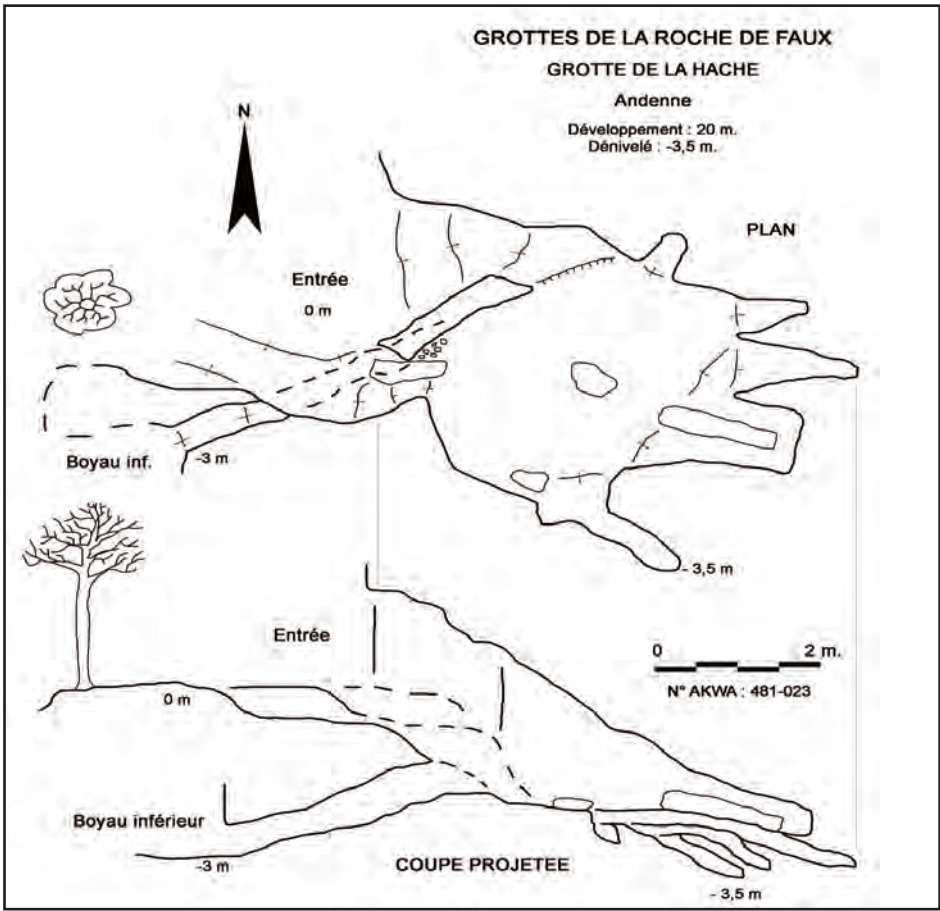 GROTTES DE LA ROCHE DE FAUX
GROTTE DE LA HACHE
Andenne
Développement : 20 m.
Dénivelé : -3,5 m.
N
PLAN
Entrée
0 m
Boyau inf.
-3 m
- 3,5 m
Entrée
0 2 m.
N° AKWA : 481-023
0 m
Boyau inférieur
-3 m
COUPE PROJETEE
- 3,5 m